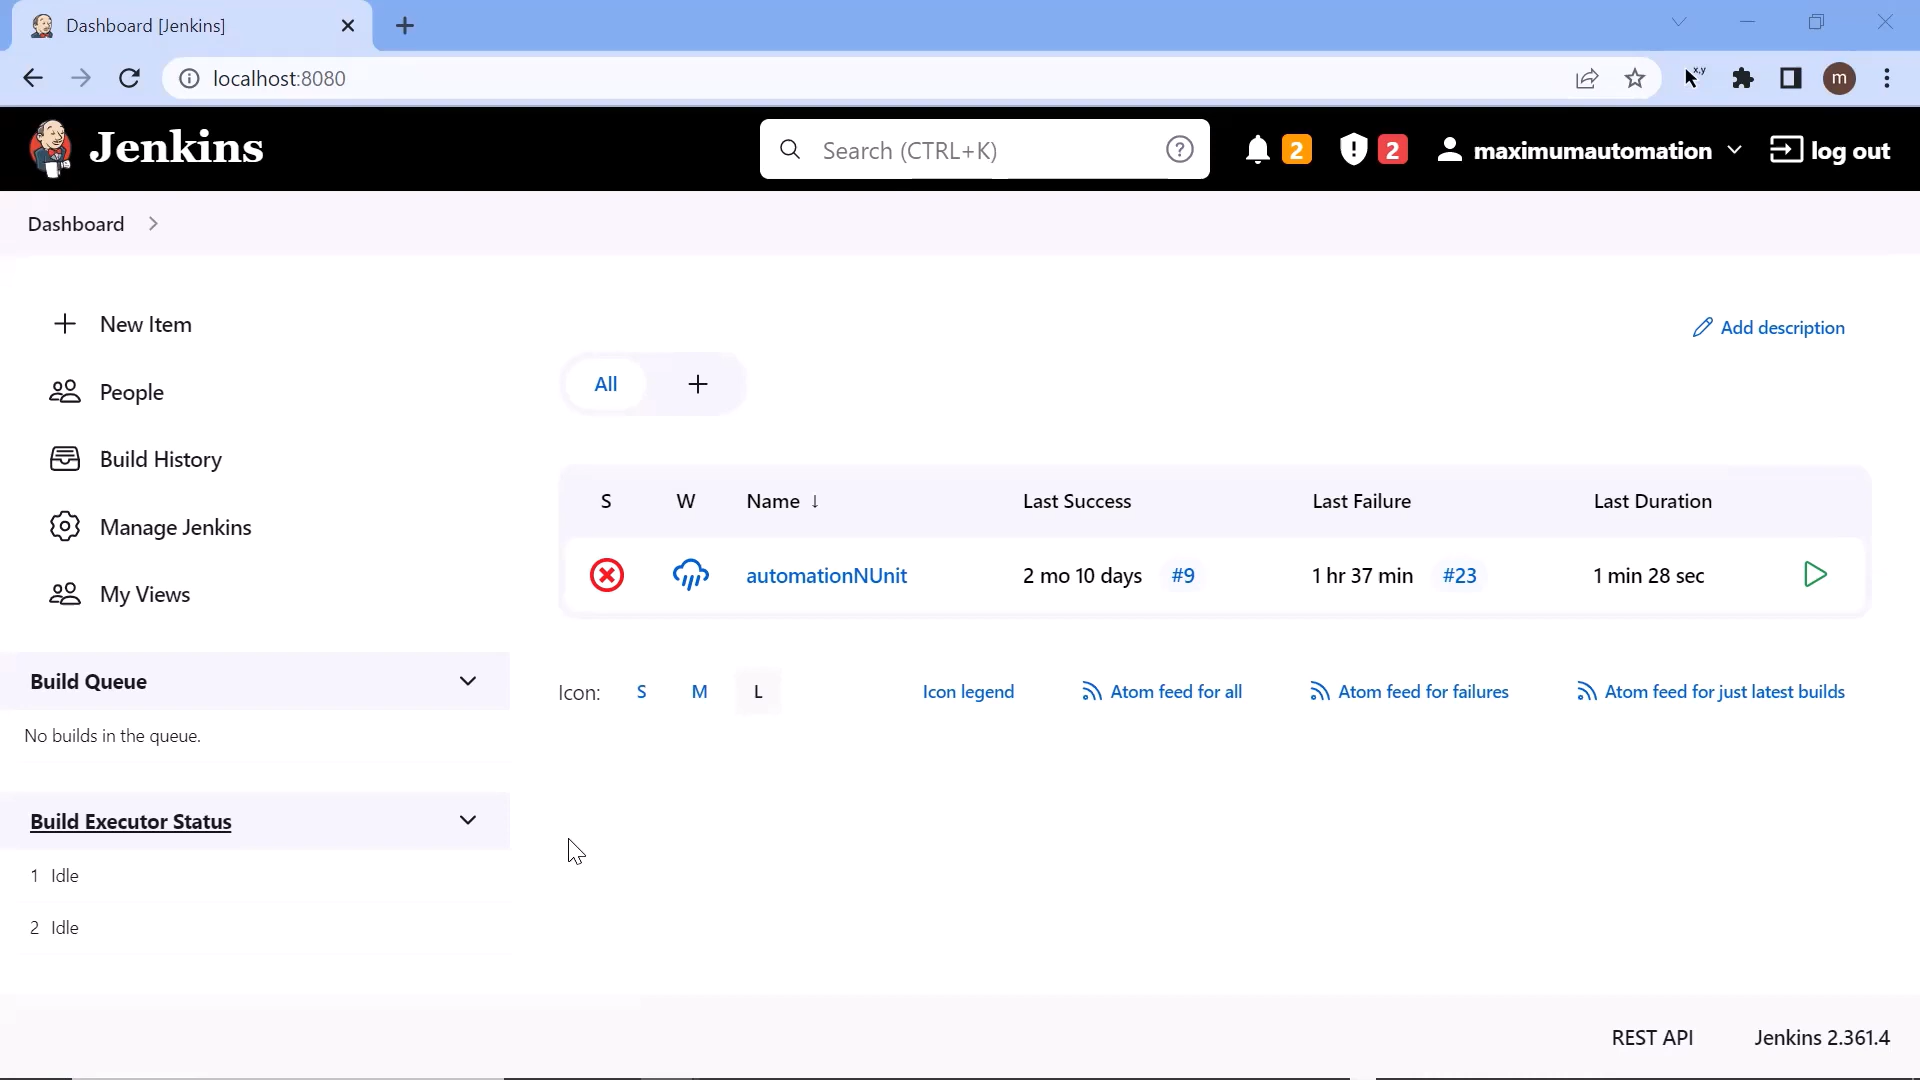 Dashboard [Jenkins]
localhost:8080
x,y
m
Jenkins
Search (CTRL+K)
2
2
maximumautomation
log out
Dashboard
New Item
People
Build History
Manage Jenkins
My Views
Add description
All
S W Name ↓ Last Success Last Failure Last Duration
automationNUnit 2 mo 10 days #9 1 hr 37 min #23 1 min 28 sec
Icon: S M L Icon legend Atom feed for all Atom feed for failures Atom feed for just latest builds
Build Queue
No builds in the queue.
Build Executor Status
1 Idle
2 Idle
REST API Jenkins 2.361.4